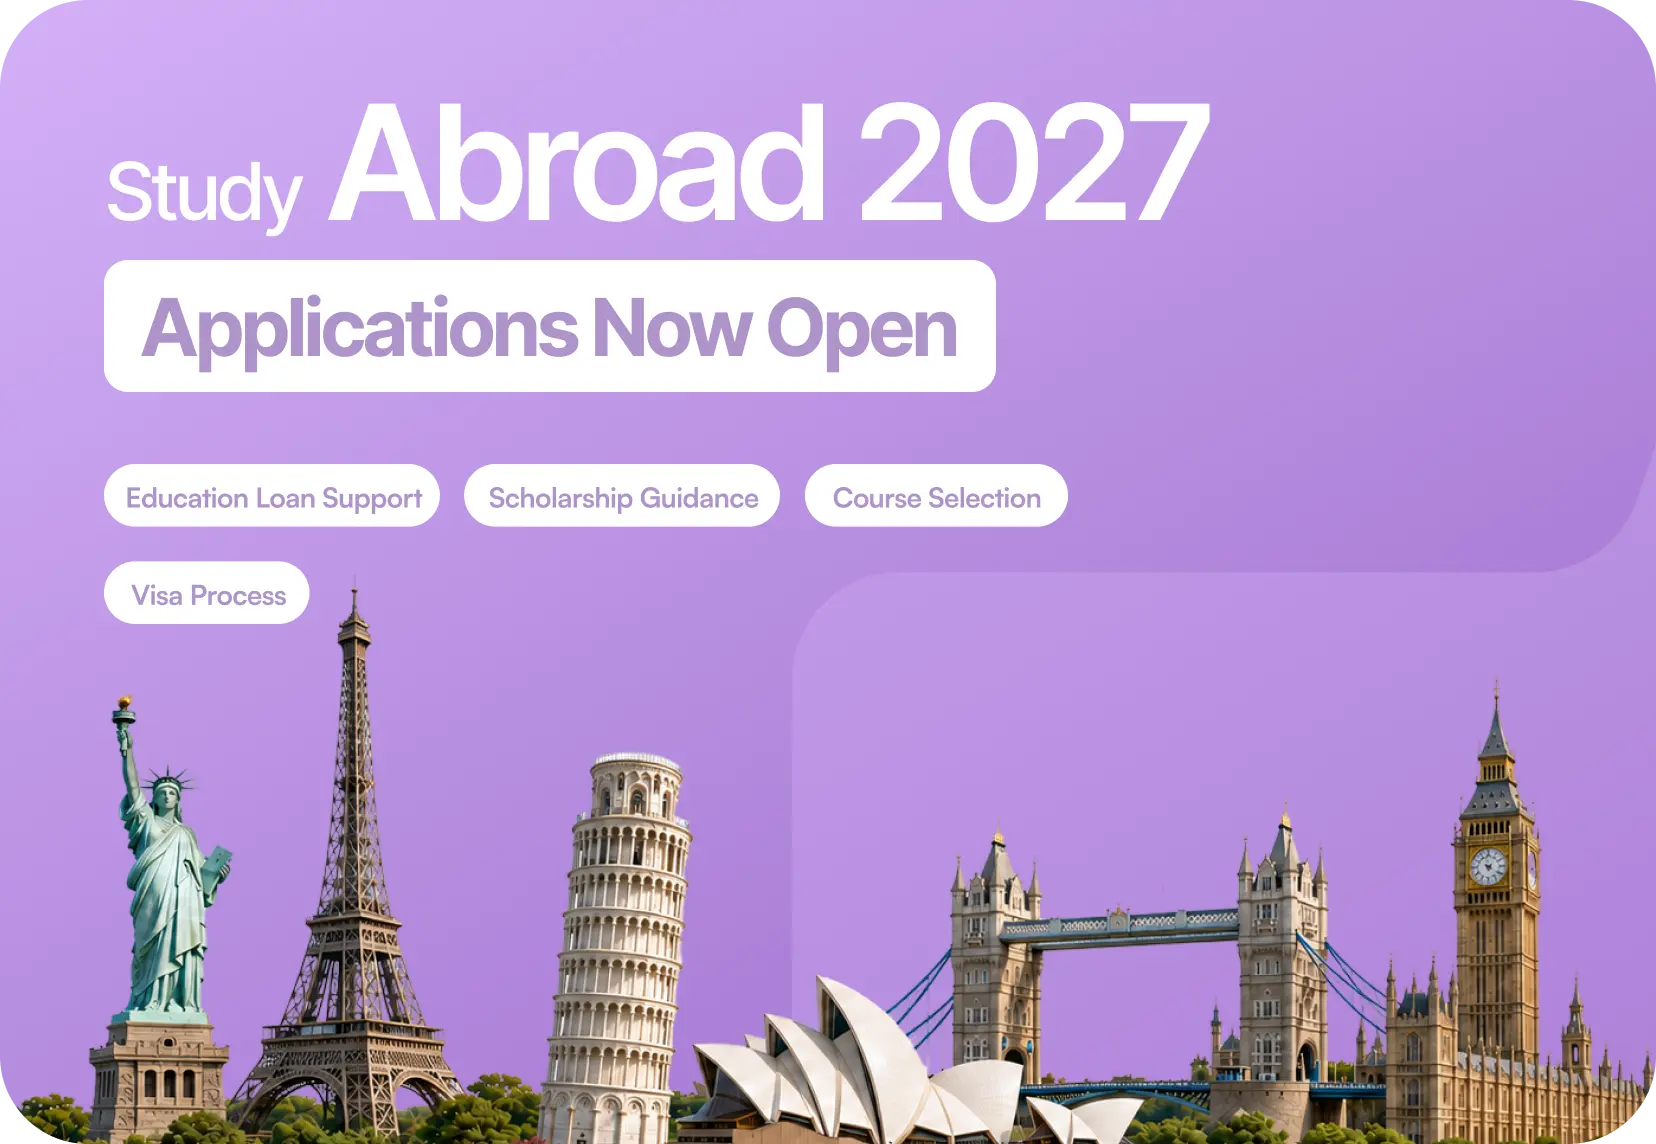 Study Abroad 2027
Applications Now Open
Education Loan Support
Scholarship Guidance
Course Selection
Visa Process